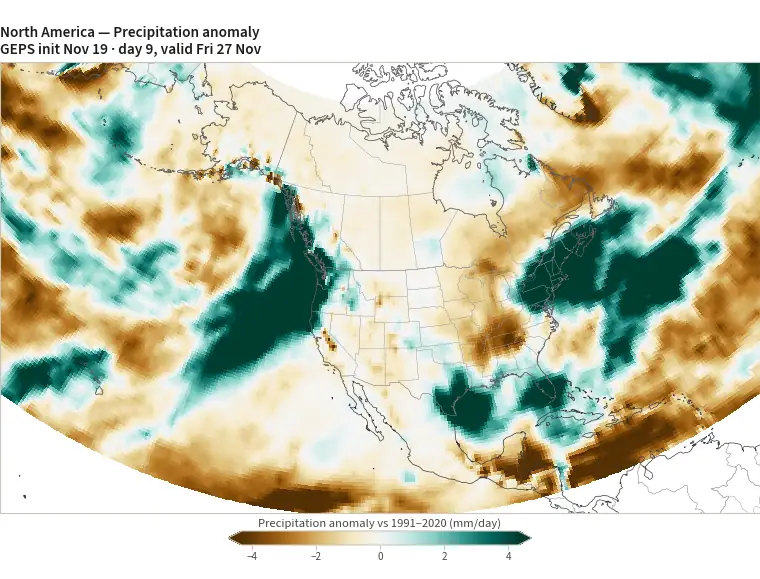 North America — Precipitation anomaly
GEPS init Nov 19 · day 9, valid Fri 27 Nov
Precipitation anomaly vs 1991–2020 (mm/day)
−4 −2 0 2 4